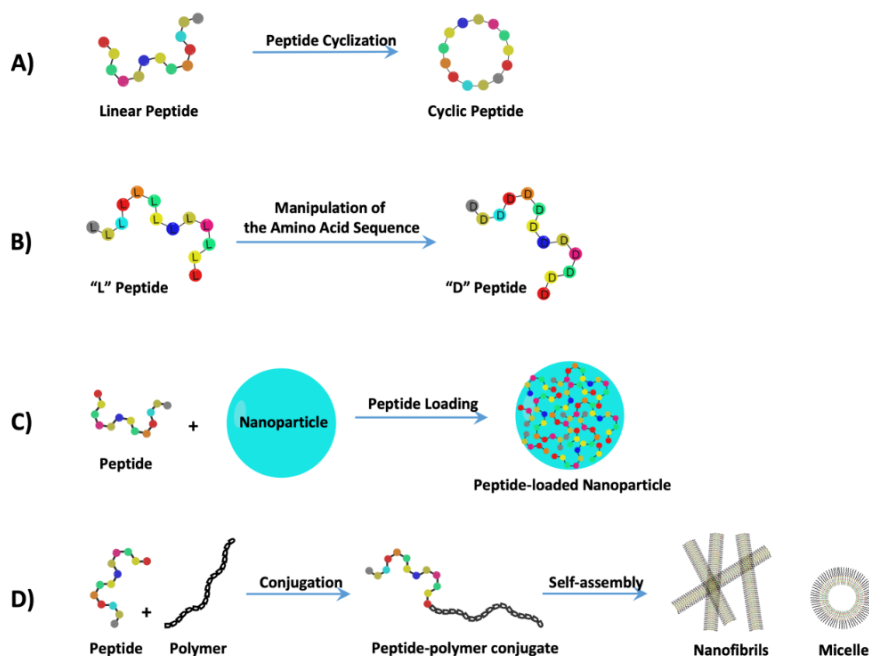 A)
Peptide Cyclization
Linear Peptide
Cyclic Peptide
B)
L L L L L L L L L L L L L
Manipulation of
the Amino Acid Sequence
D D D D D D D D D D D D
"L" Peptide
"D" Peptide
C)
Peptide
+
Nanoparticle
Peptide Loading
Peptide-loaded Nanoparticle
D)
Peptide
+
Polymer
Conjugation
Peptide-polymer conjugate
Self-assembly
Nanofibrils
Micelle